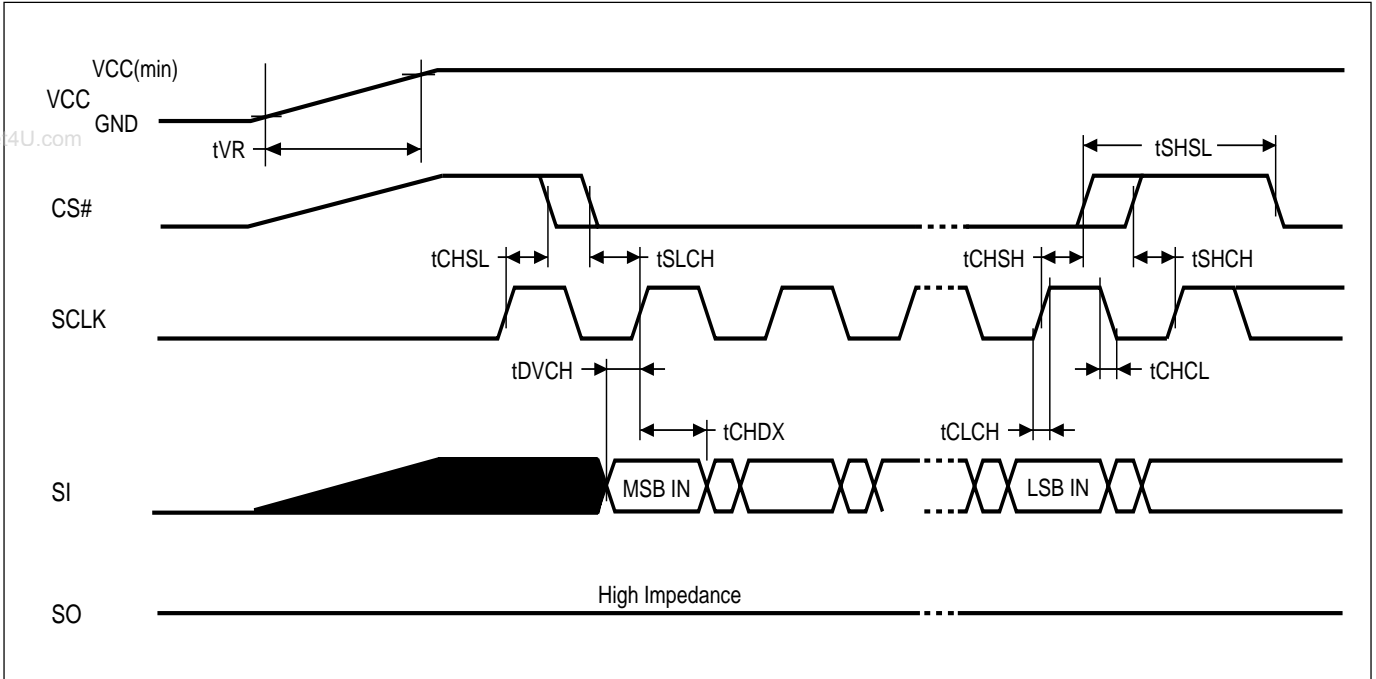 VCC(min)
VCC
GND
t4U.com
tVR
tSHSL
CS#
tCHSL
tSLCH
tCHSH
tSHCH
SCLK
tDVCH
tCHCL
tCHDX
tCLCH
SI
MSB IN
LSB IN
High Impedance
SO